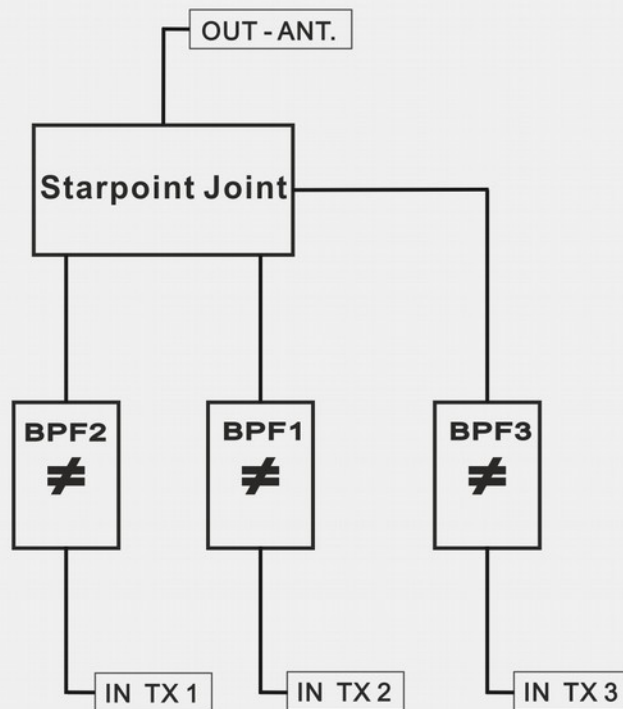 OUT - ANT.
Starpoint Joint
BPF2
BPF1
BPF3
≠
≠
≠
IN TX 1
IN TX 2
IN TX 3